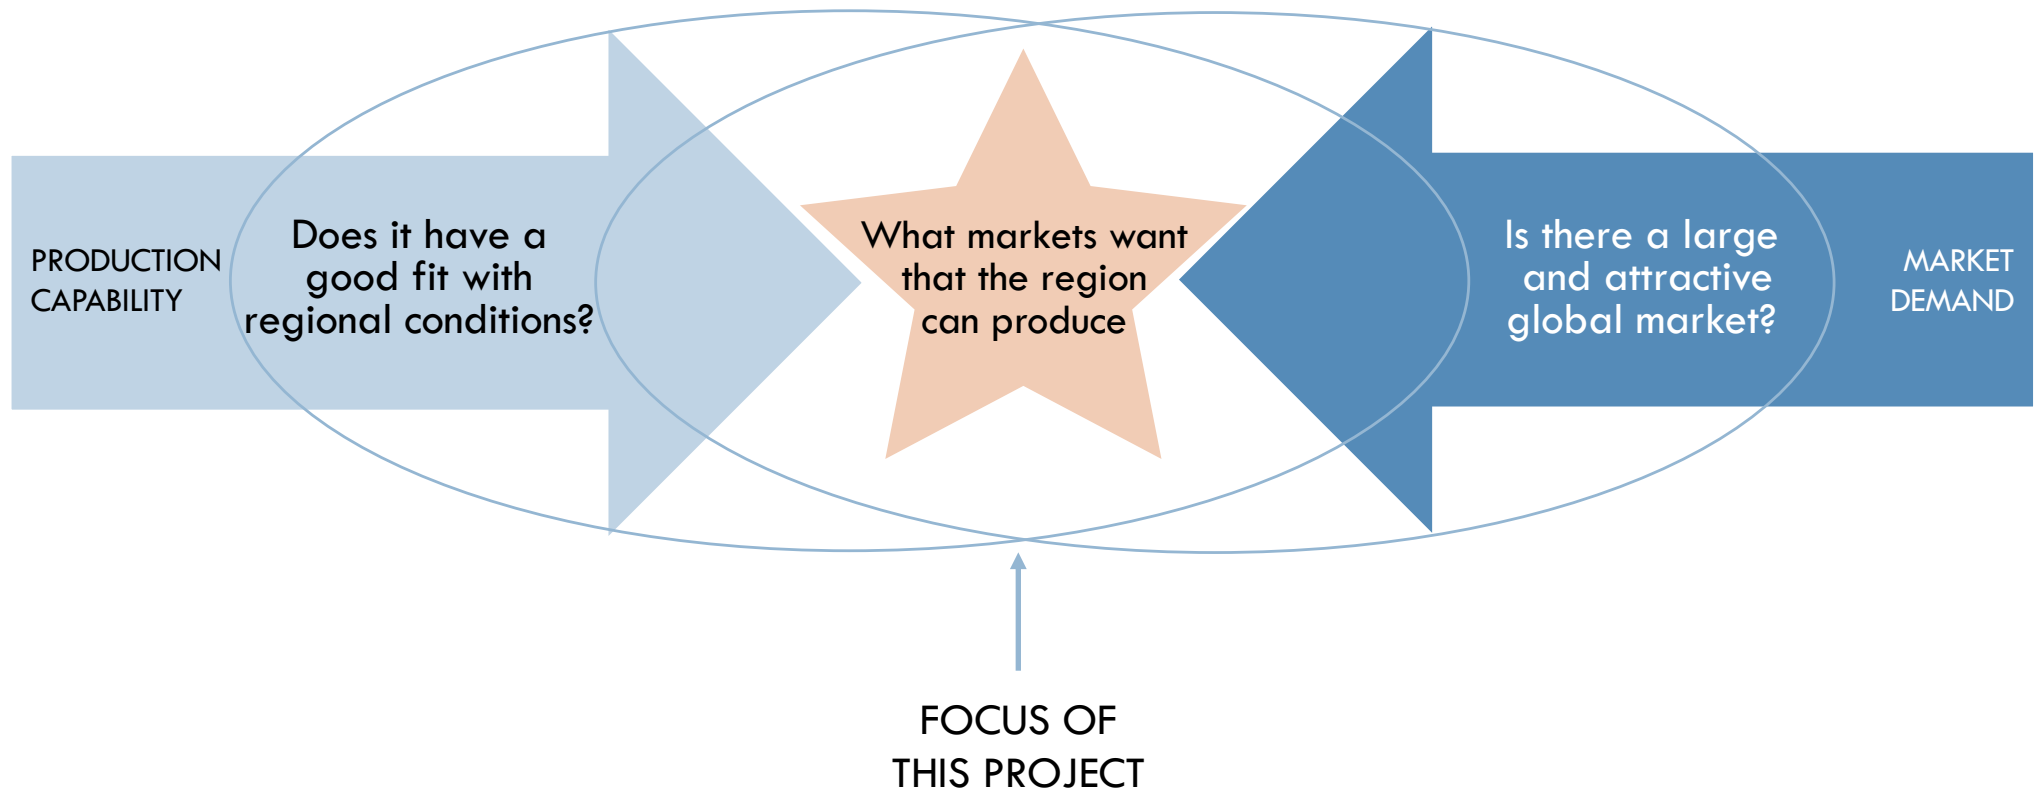 PRODUCTION
CAPABILITY
Does it have a
good fit with
regional conditions?
What markets want
that the region
can produce
Is there a large
and attractive
global market?
MARKET
DEMAND
FOCUS OF
THIS PROJECT